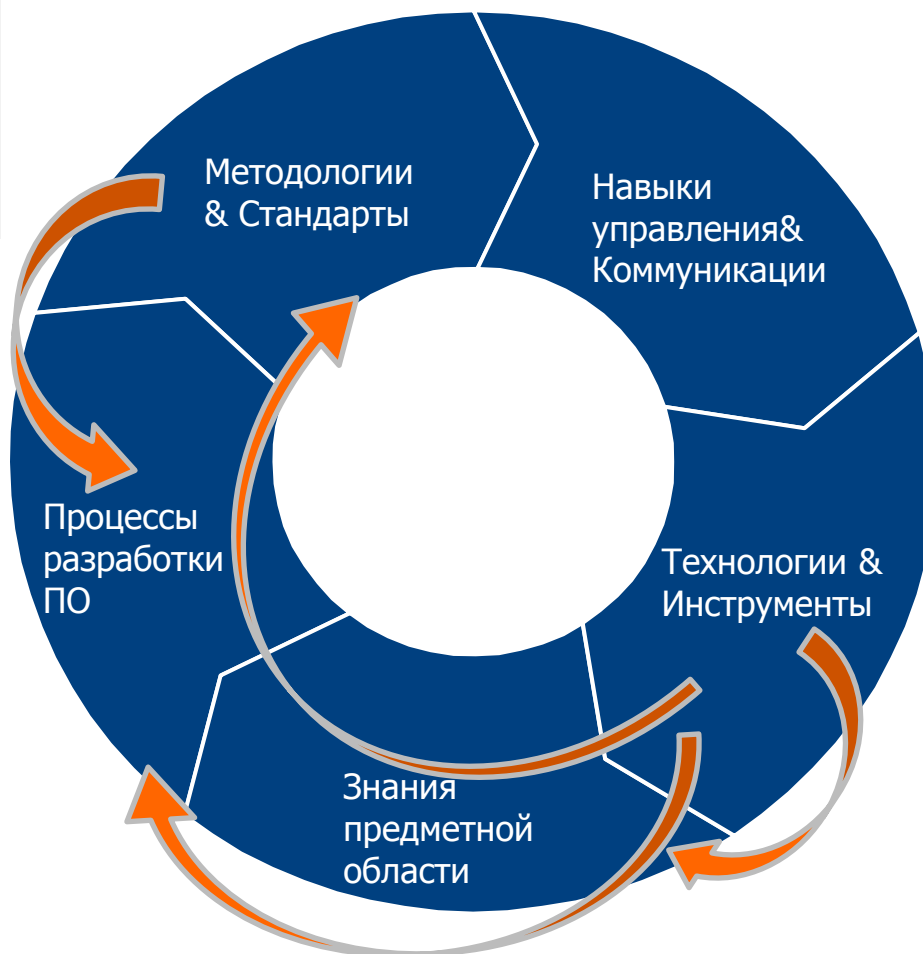 Методологии
& Стандарты
Навыки
управления&
Коммуникации
Процессы
разработки
ПО
Технологии &
Инструменты
Знания
предметной
области